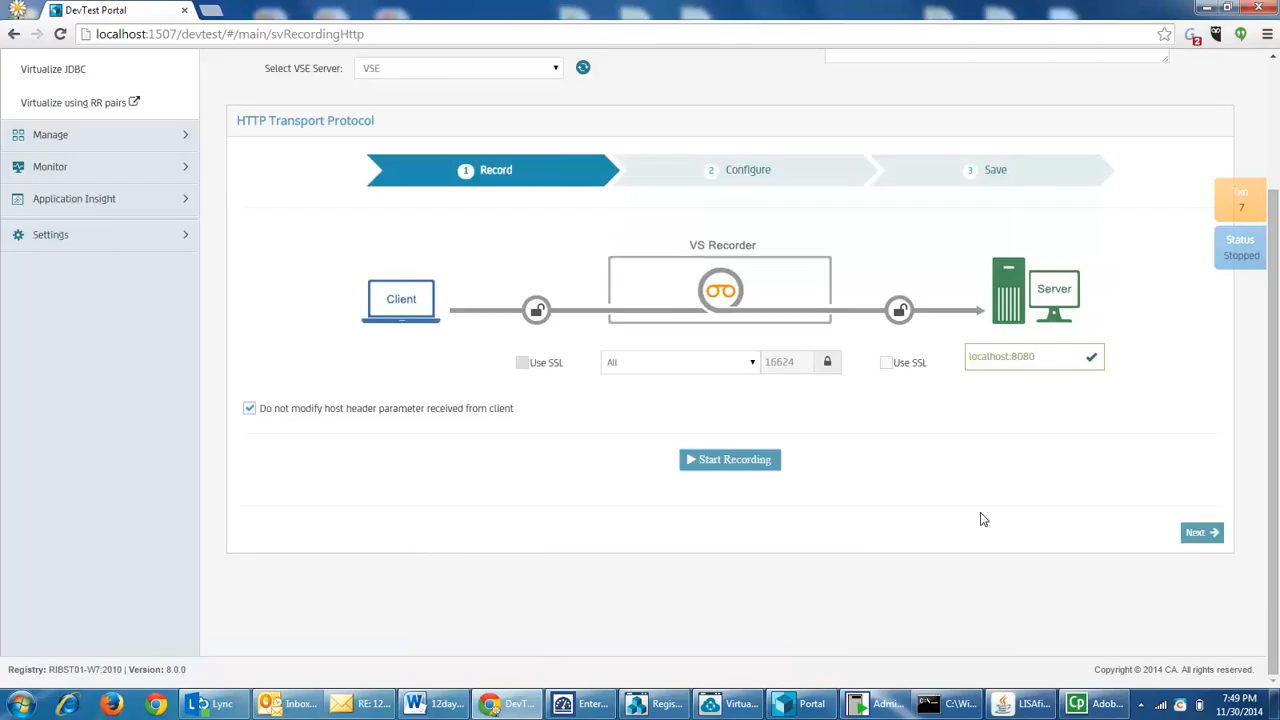 DevTest Portal
localhost:1507/devtest/#/main/svRecordingHttp
2
Virtualize JDBC
Select VSE Server: VSE
Virtualize using RR pairs
HTTP Transport Protocol
Manage
Monitor
1 Record
2 Configure
3 Save
Application Insight
Txn
7
Settings
VS Recorder
Status
Stopped
Client
Server
Use SSL
All
16624
Use SSL
localhost:8080
Do not modify host header parameter received from client
Start Recording
Next
Registry: RIBST01-W7:2010 | Version: 8.0.0
Copyright © 2014 CA. All rights reserved.
Lync
Inbox...
RE: 12...
12day...
DevT...
Enter...
Regis...
Virtua...
Portal
Admi...
C:\Wi...
LISAfi...
Adob...
7:49 PM
11/30/2014